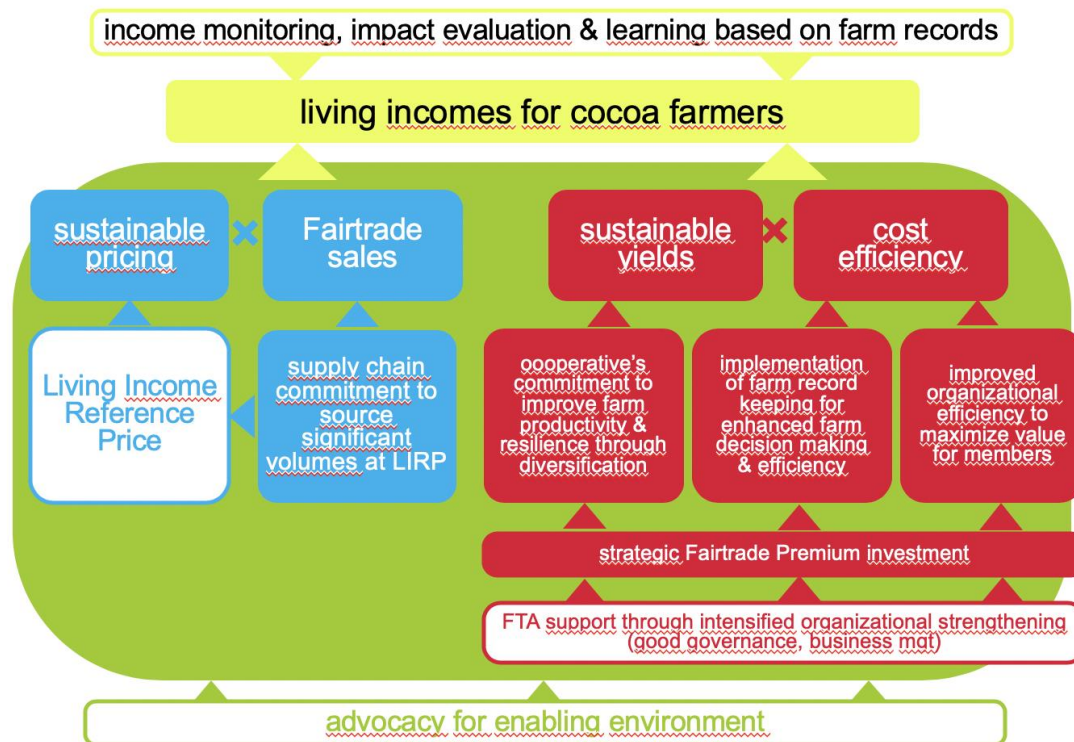 income monitoring, impact evaluation & learning based on farm records
living incomes for cocoa farmers
sustainable
pricing
×
Fairtrade
sales
sustainable
yields
×
cost
efficiency
Living Income
Reference
Price
supply chain
commitment to
source
significant
volumes at LIRP
oooperative's
commitment to
improve farm
productivity &
resilience through
diversification
implementation
of farm record
keeping for
enhanced farm
decision making
& efficiency
improved
organizational
efficiency to
maximize value
for members
strategic Fairtrade Premium investment
FTA support through intensified organizational strengthening
(good governance, business mgt)
advocacy for enabling environment